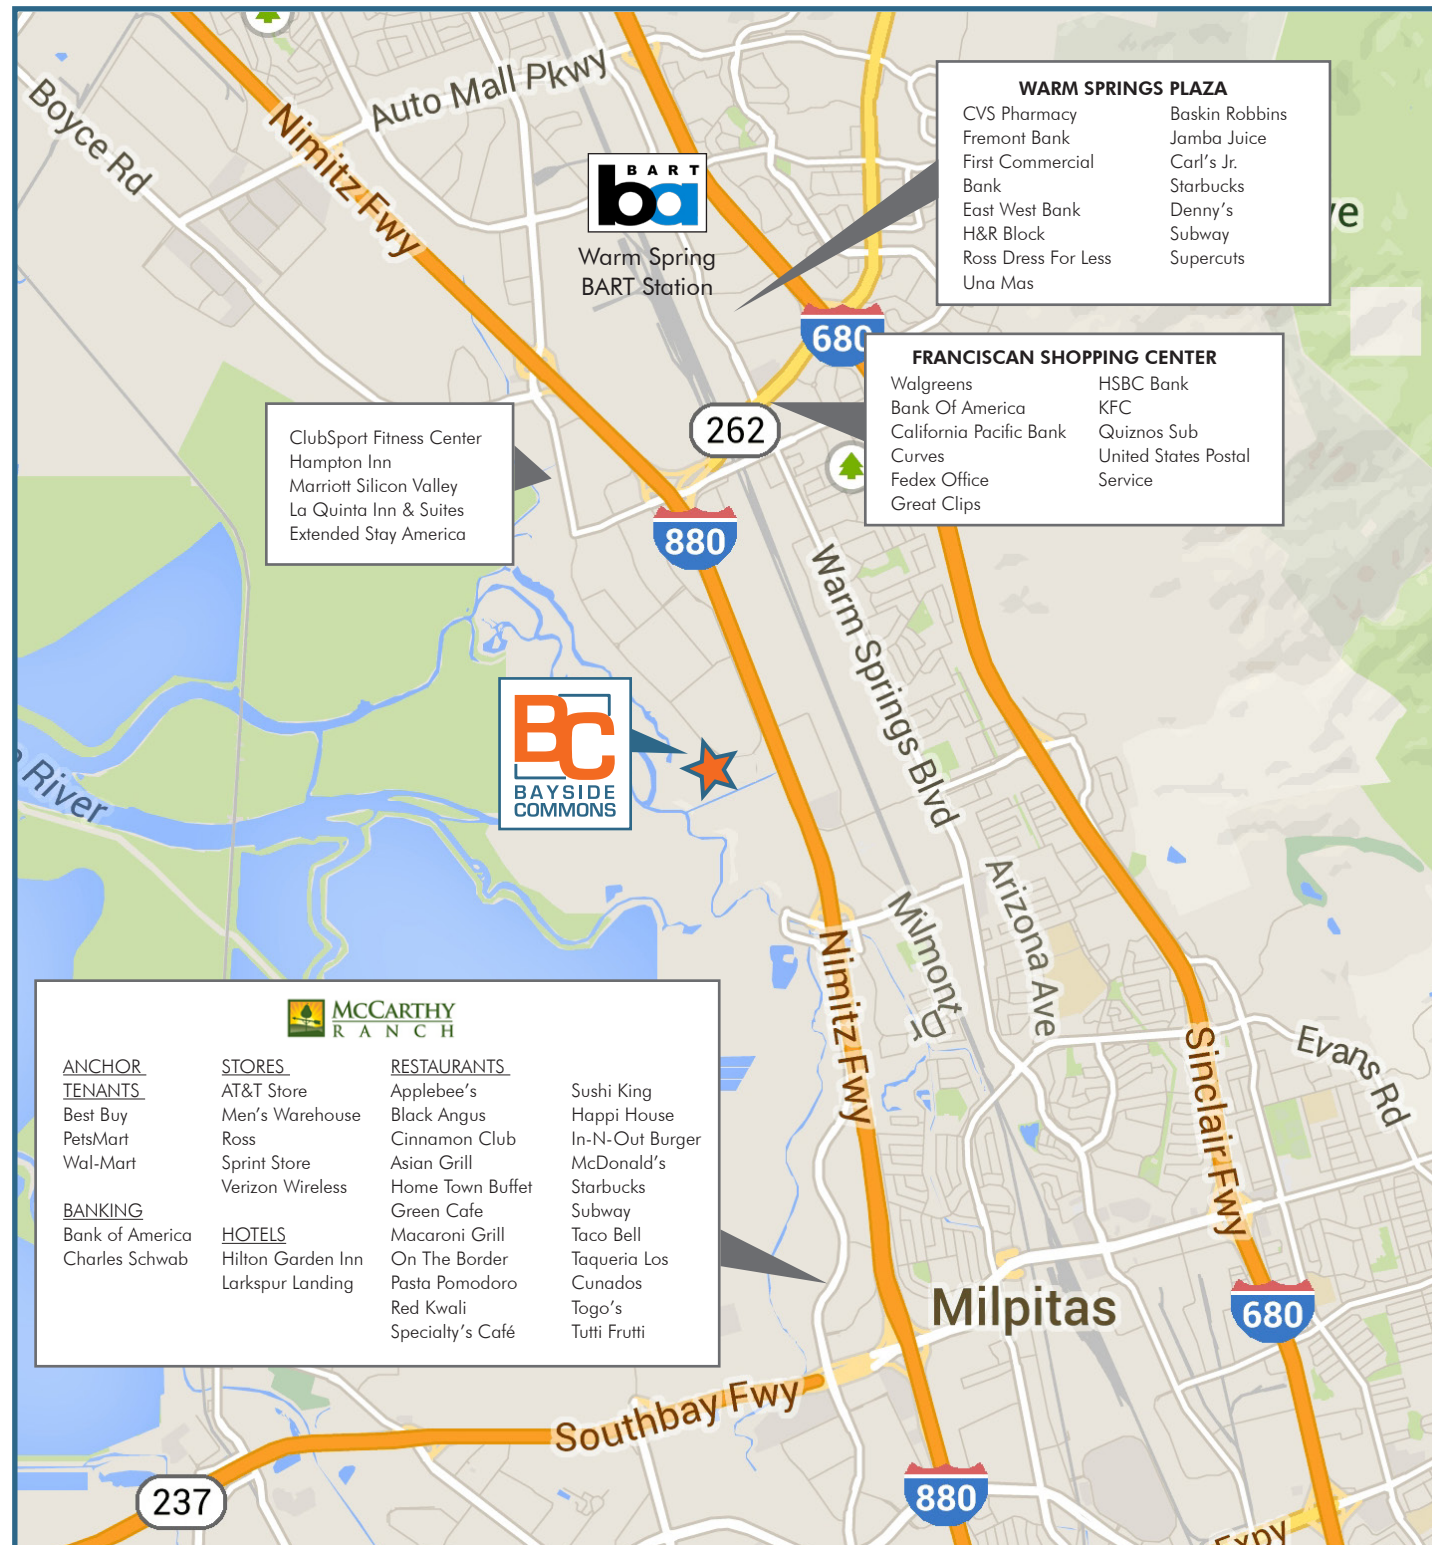 Boyce Rd
Auto Mall Pkwy
Nimitz Fwy
BART
ba
Warm Spring
BART Station
WARM SPRINGS PLAZA
CVS Pharmacy
Fremont Bank
First Commercial
Bank
East West Bank
H&R Block
Ross Dress For Less
Una Mas
Baskin Robbins
Jamba Juice
Carl's Jr.
Starbucks
Denny's
Subway
Supercuts
ve
680
FRANCISCAN SHOPPING CENTER
Walgreens
Bank Of America
California Pacific Bank
Curves
Fedex Office
Great Clips
HSBC Bank
KFC
Quiznos Sub
United States Postal
Service
262
ClubSport Fitness Center
Hampton Inn
Marriott Silicon Valley
La Quinta Inn & Suites
Extended Stay America
880
Warm Springs Blvd
BC
BAYSIDE
COMMONS
River
Arizona Ave
Milmont Dr
Nimitz Fwy
Sinclair Fwy
Evans Rd
McCARTHY
RANCH
ANCHOR
TENANTS
Best Buy
PetsMart
Wal-Mart
BANKING
Bank of America
Charles Schwab
STORES
AT&T Store
Men's Warehouse
Ross
Sprint Store
Verizon Wireless
HOTELS
Hilton Garden Inn
Larkspur Landing
RESTAURANTS
Applebee's
Black Angus
Cinnamon Club
Asian Grill
Home Town Buffet
Green Cafe
Macaroni Grill
On The Border
Pasta Pomodoro
Red Kwali
Specialty's Café
Sushi King
Happi House
In-N-Out Burger
McDonald's
Starbucks
Subway
Taco Bell
Taqueria Los
Cunados
Togo's
Tutti Frutti
Milpitas
680
Southbay Fwy
237
880
Expy